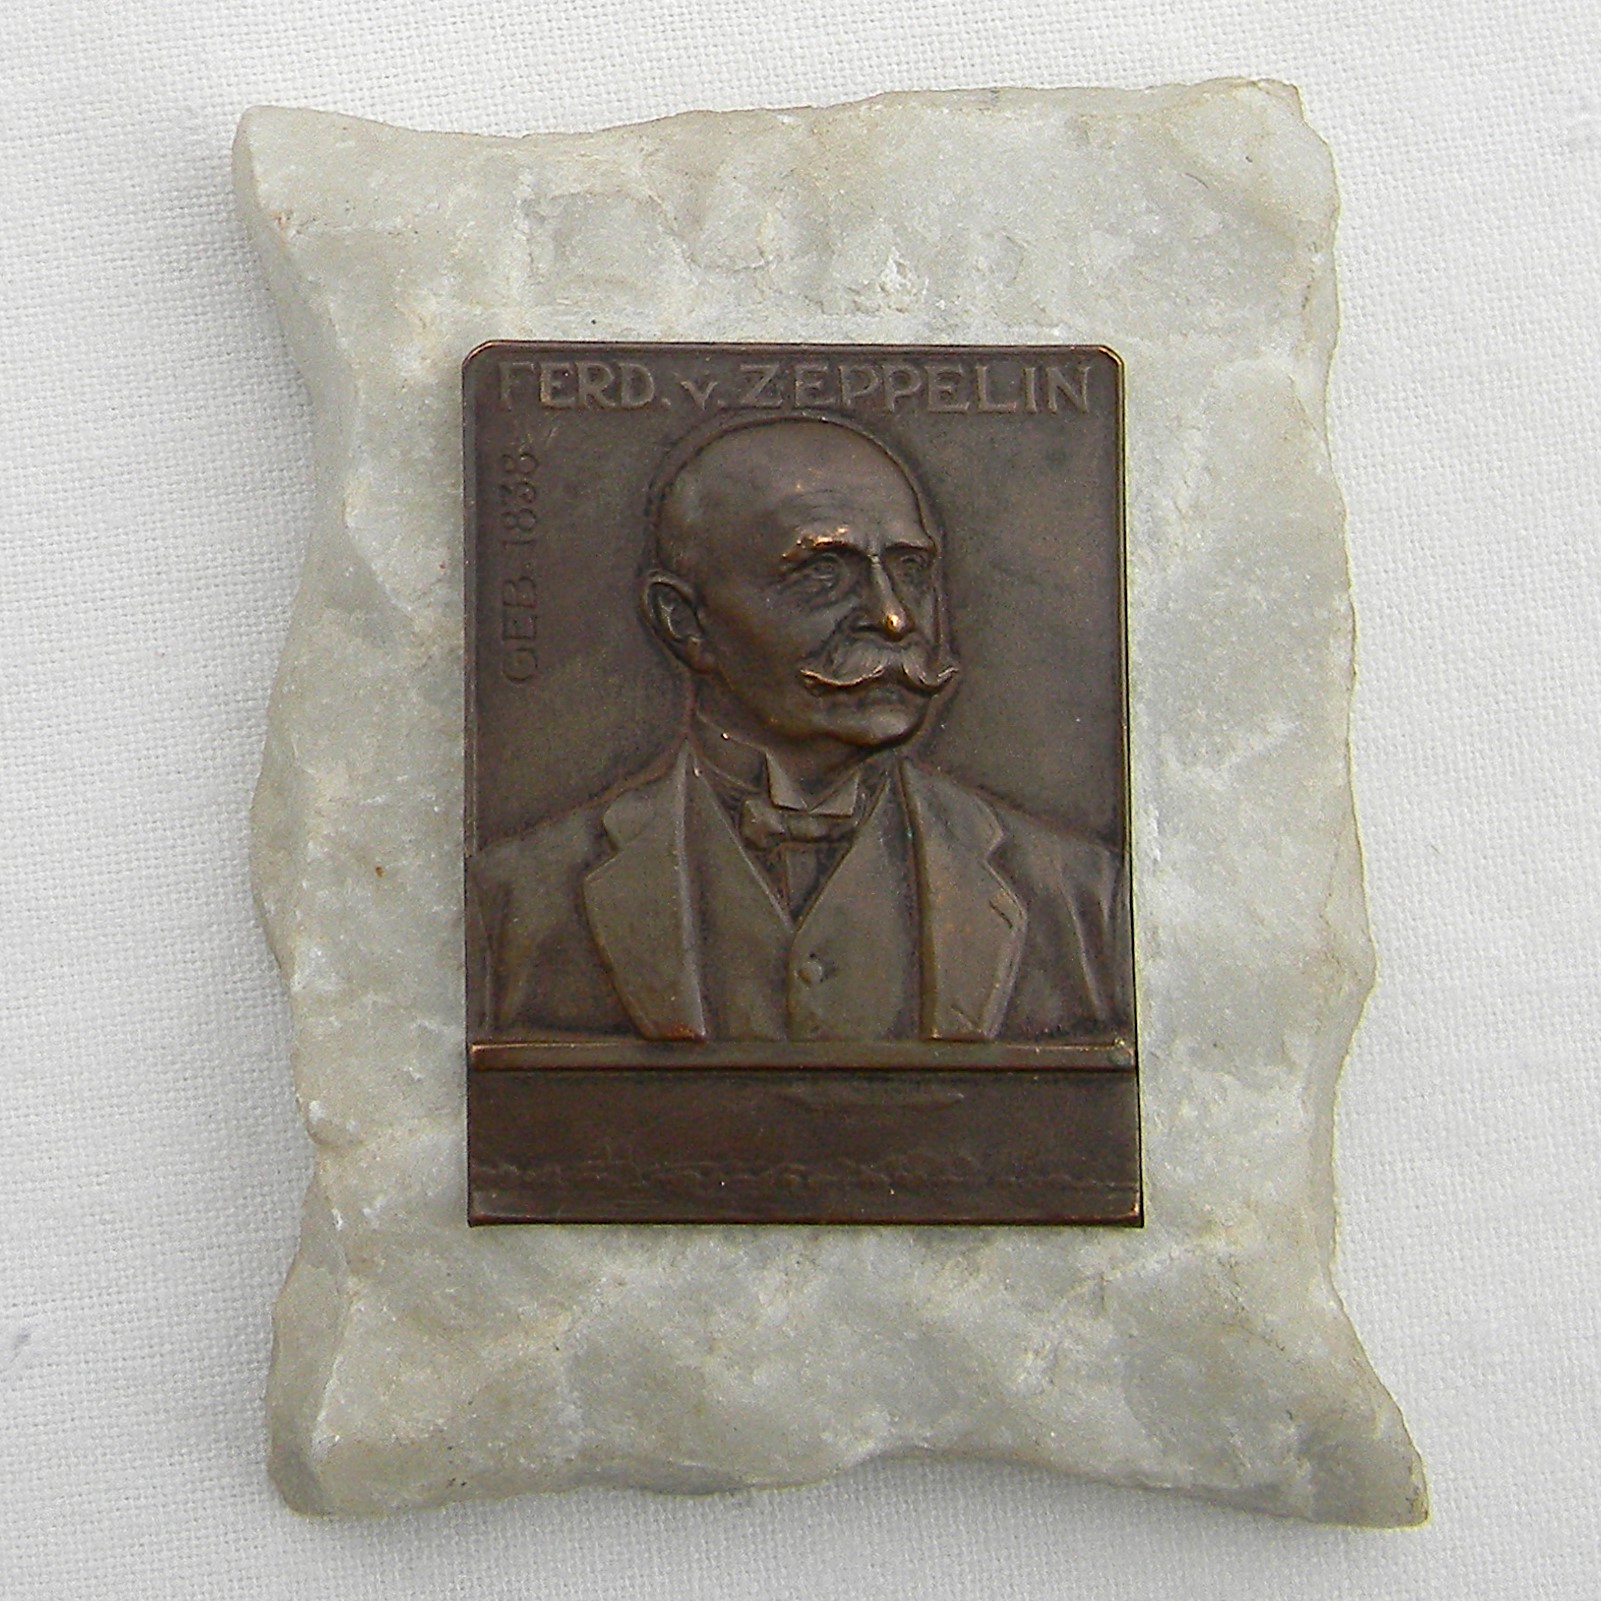 FERD. v. ZEPPELIN
GEB. 1838